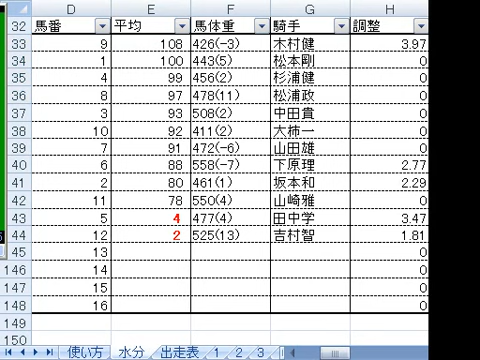 D E F G H
32 馬番 平均 馬体重 騎手 調整
33 9 108 426(-3) 木村健 3.97
34 1 100 443(5) 松本剛 0
35 4 99 456(2) 杉浦健 0
36 8 97 478(11) 松浦政 0
37 3 93 508(2) 中田貴 0
38 10 92 411(2) 大柿一 0
39 7 91 472(-6) 山田雄 0
40 6 88 558(-7) 下原理 2.77
41 2 80 461(1) 坂本和 2.29
42 11 78 550(4) 山崎雅 0
43 5 4 477(4) 田中学 3.47
44 12 2 525(13) 吉村智 1.81
45 13 0
146 14 0
147 15 0
148 16 0
149
150
使い方 水分 出走表 1 2 3